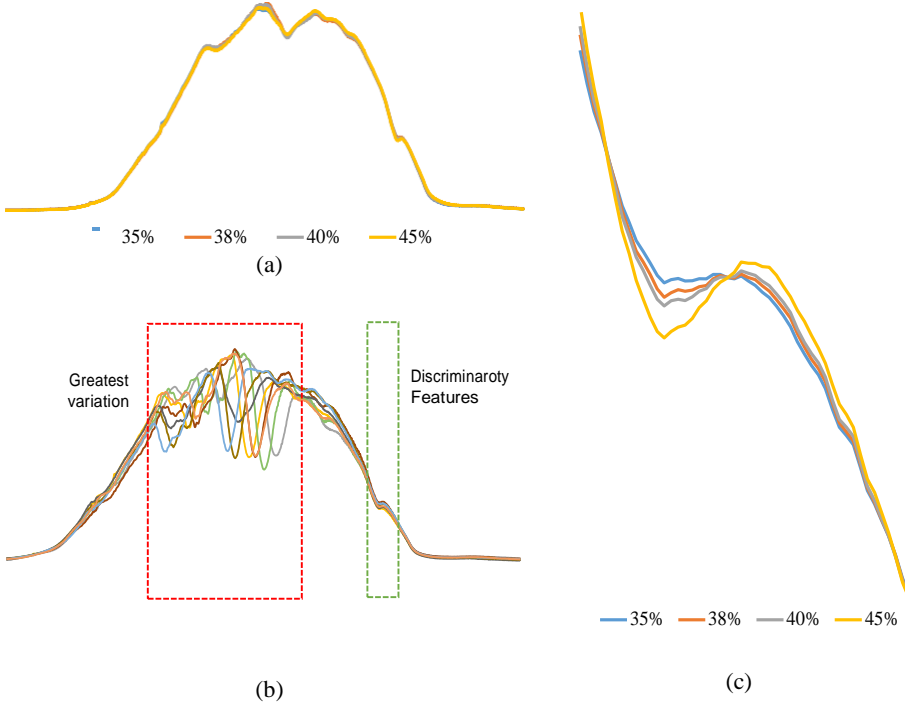 35% 38% 40% 45%
(a)
Greatest
variation
Discriminaroty
Features
(b)
35% 38% 40% 45%
(c)